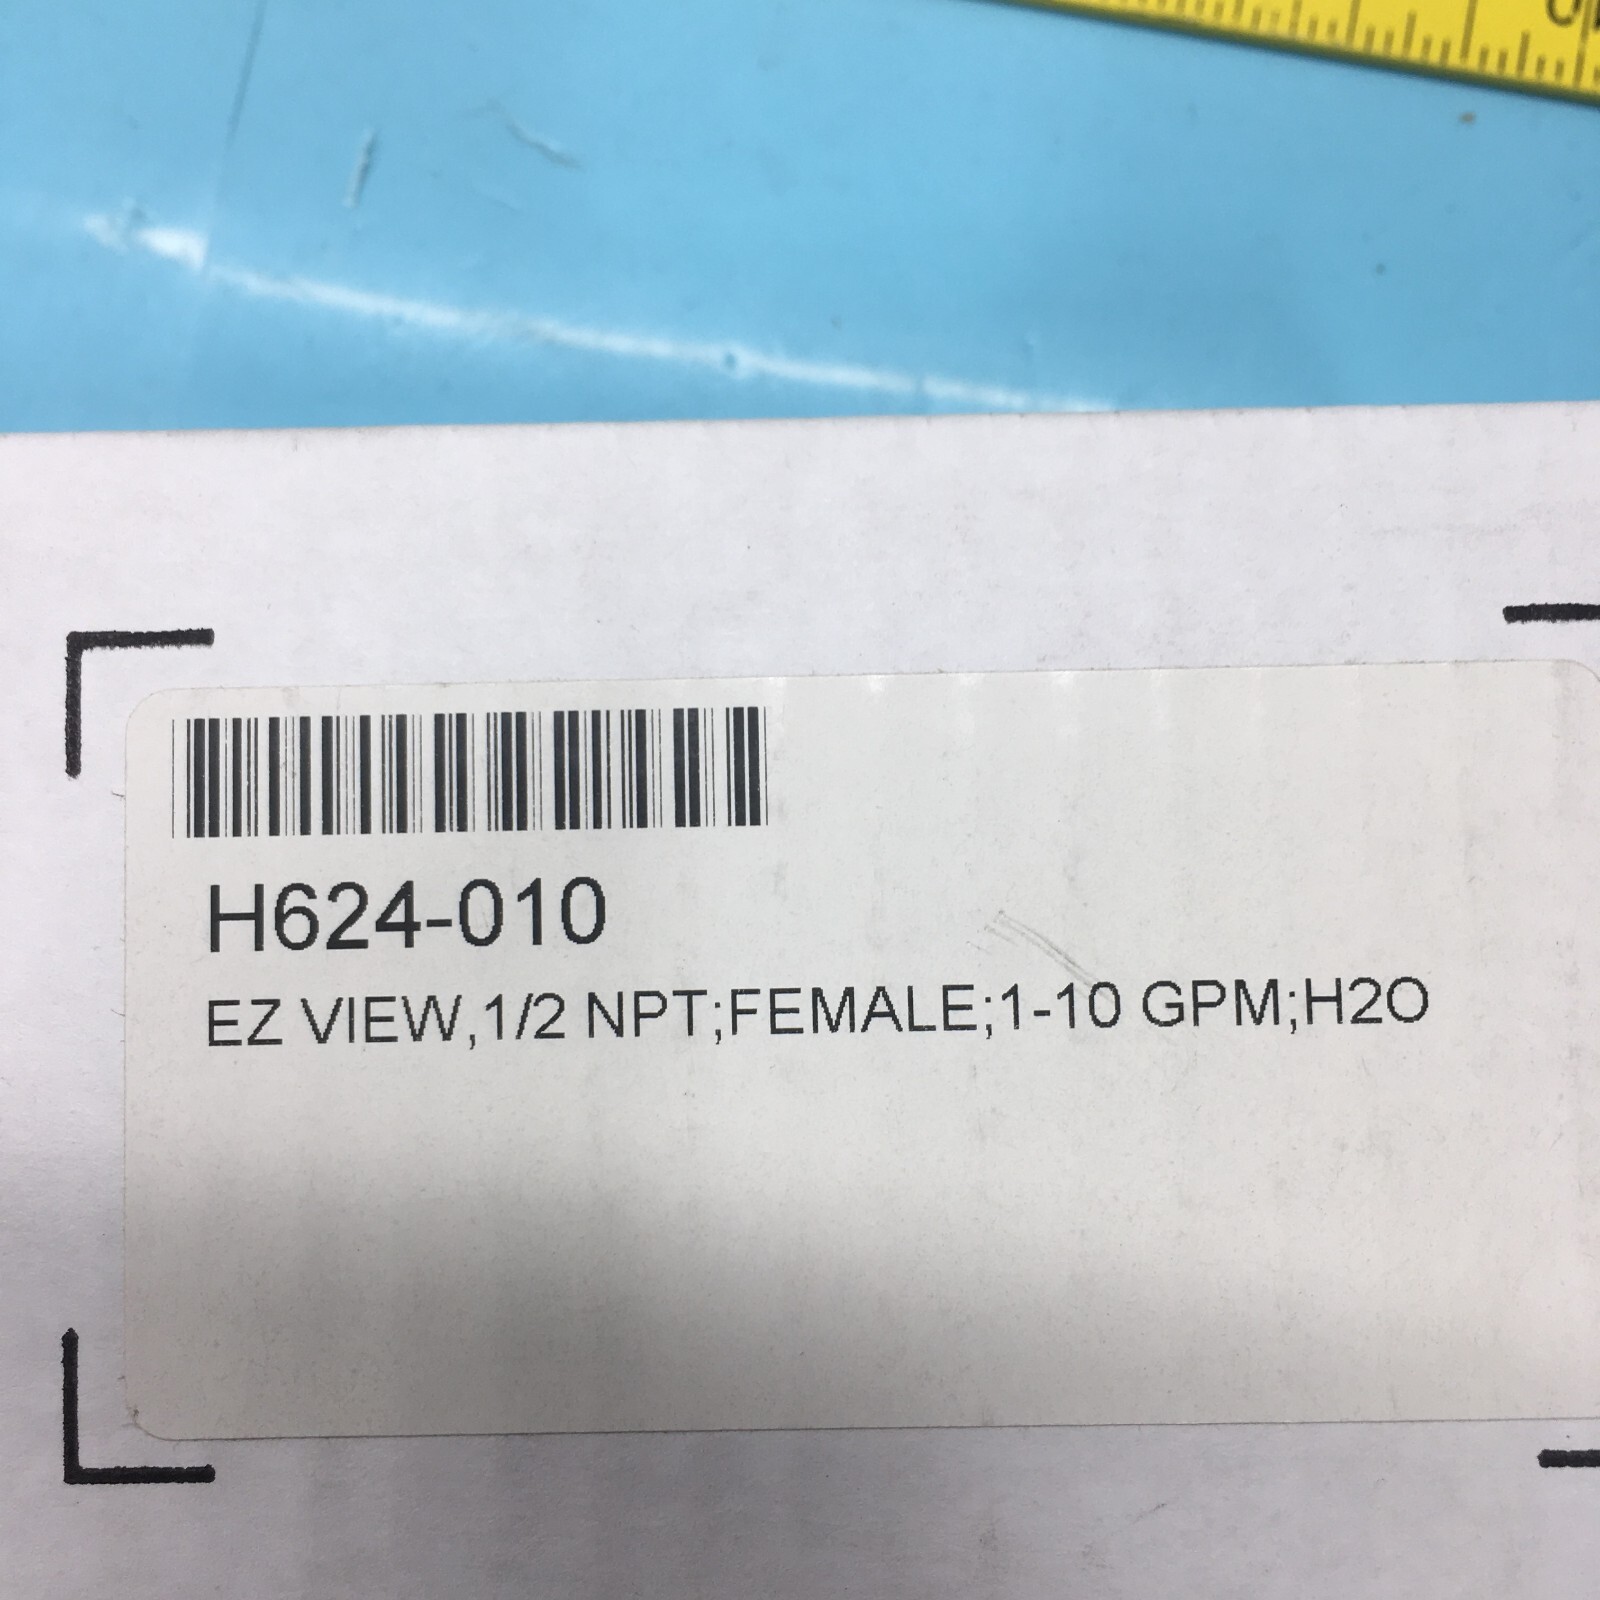 H624-010
EZ VIEW,1/2 NPT;FEMALE;1-10 GPM;H2O